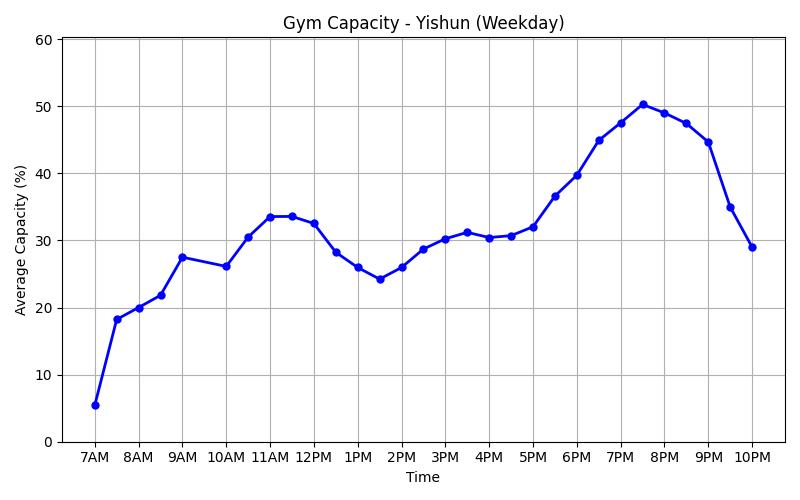 Gym Capacity - Yishun (Weekday)
Average Capacity (%)
60
50
40
30
20
10
0
7AM 8AM 9AM 10AM 11AM 12PM 1PM 2PM 3PM 4PM 5PM 6PM 7PM 8PM 9PM 10PM
Time